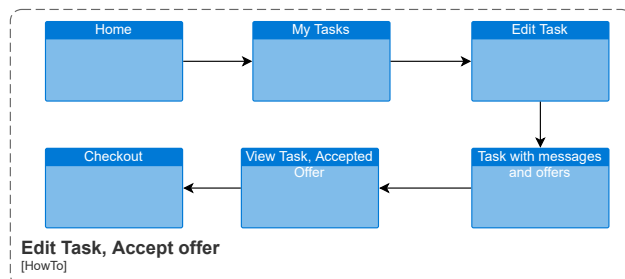 Home
My Tasks
Edit Task
Checkout
View Task, Accepted
Offer
Task with messages
and offers
Edit Task, Accept offer
[HowTo]